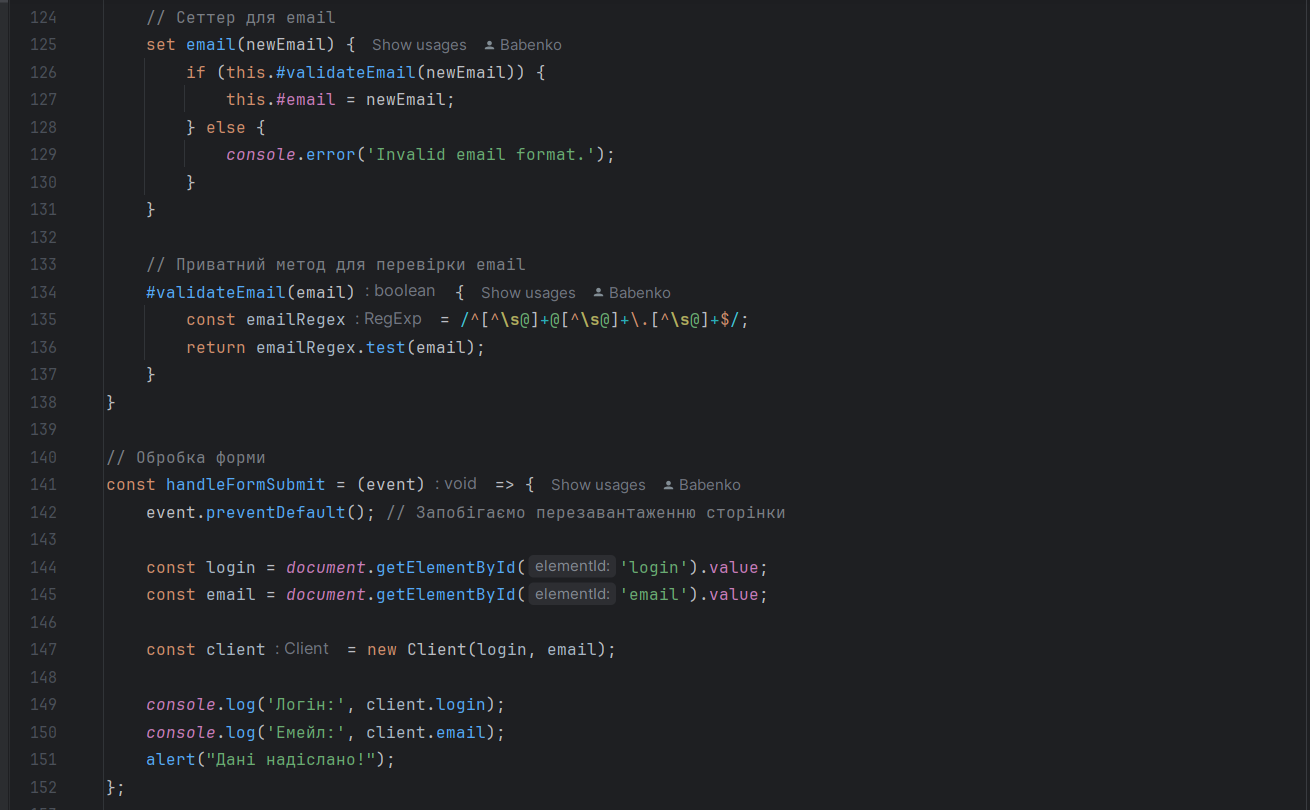 124 // Сеттер для email
125 set email(newEmail) { Show usages Babenko
126 if (this.#validateEmail(newEmail)) {
127 this.#email = newEmail;
128 } else {
129 console.error('Invalid email format.');
130 }
131 }
132
133 // Приватний метод для перевірки email
134 #validateEmail(email) : boolean { Show usages Babenko
135 const emailRegex : RegExp = /^[^\s@]+@[^\s@]+\.[^\s@]+$/;
136 return emailRegex.test(email);
137 }
138 }
139
140 // Обробка форми
141 const handleFormSubmit = (event) : void => { Show usages Babenko
142 event.preventDefault(); // Запобігаємо перезавантаженню сторінки
143
144 const login = document.getElementById( elementId: 'login').value;
145 const email = document.getElementById( elementId: 'email').value;
146
147 const client : Client = new Client(login, email);
148
149 console.log('Логін:', client.login);
150 console.log('Емейл:', client.email);
151 alert("Дані надіслано!");
152 };